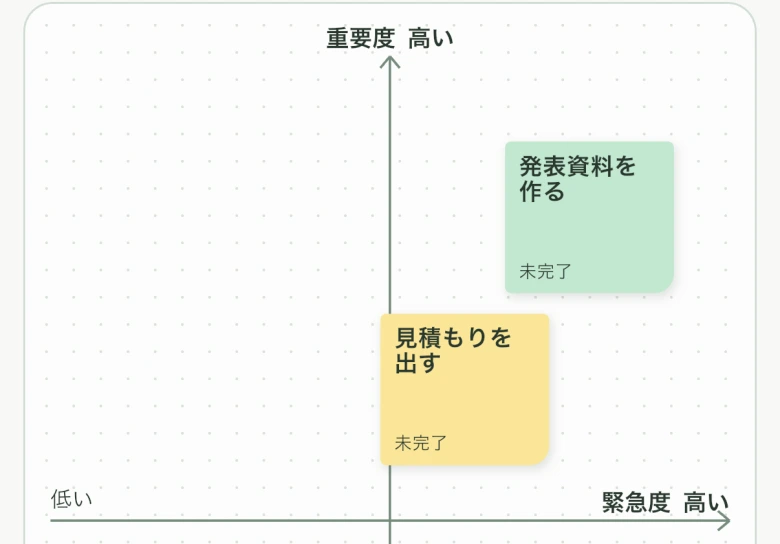 重要度 高い
発表資料を
作る
未完了
見積もりを
出す
未完了
低い
緊急度 高い